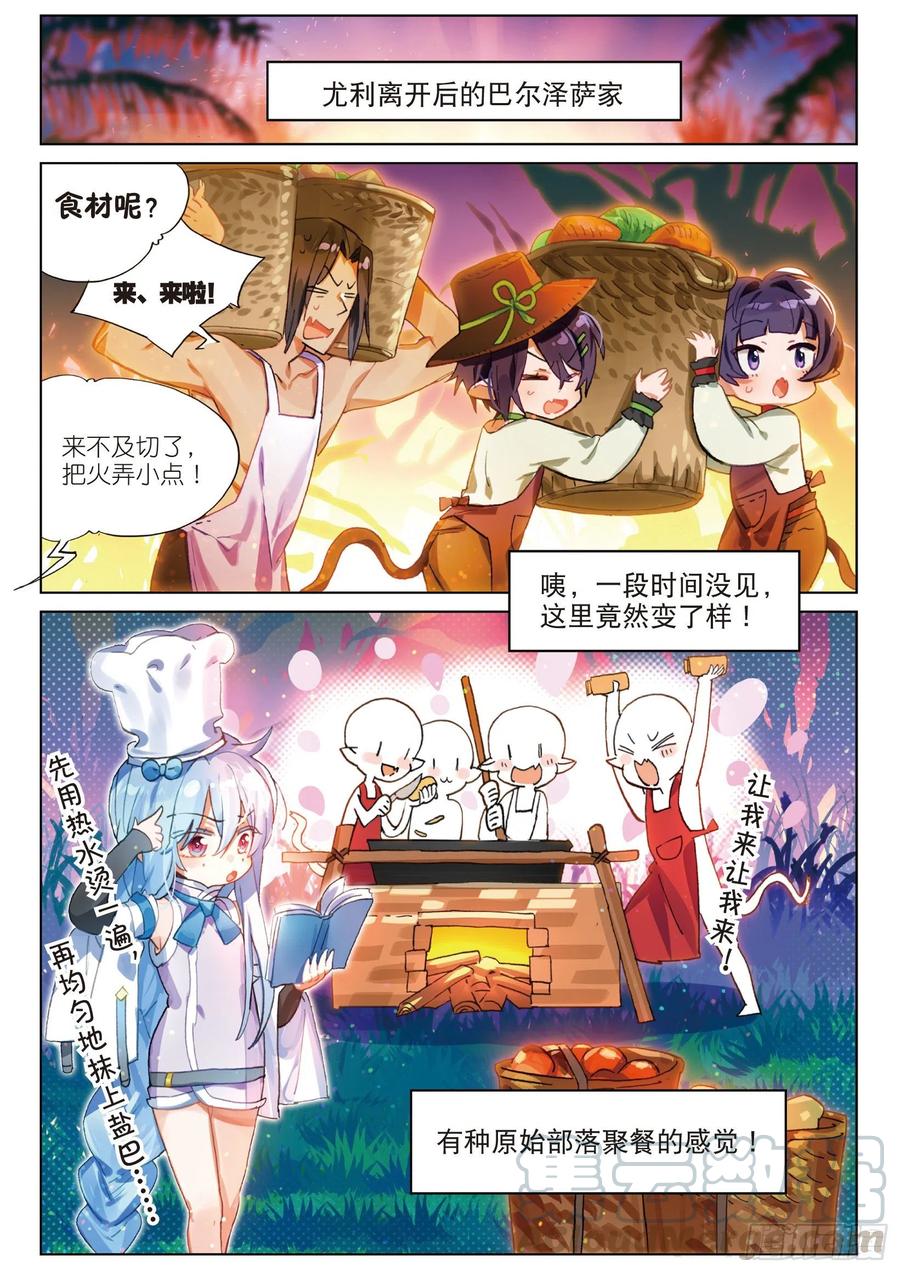 尤利离开后的巴尔泽萨家
食材呢？
来、来啦！
来不及切了，
把火弄小点！
咦，一段时间没见，
这里竟然变了样！
先用热水烫一遍，
再均匀地抹上盐巴……
让我来让我来！
有种原始部落聚餐的感觉！